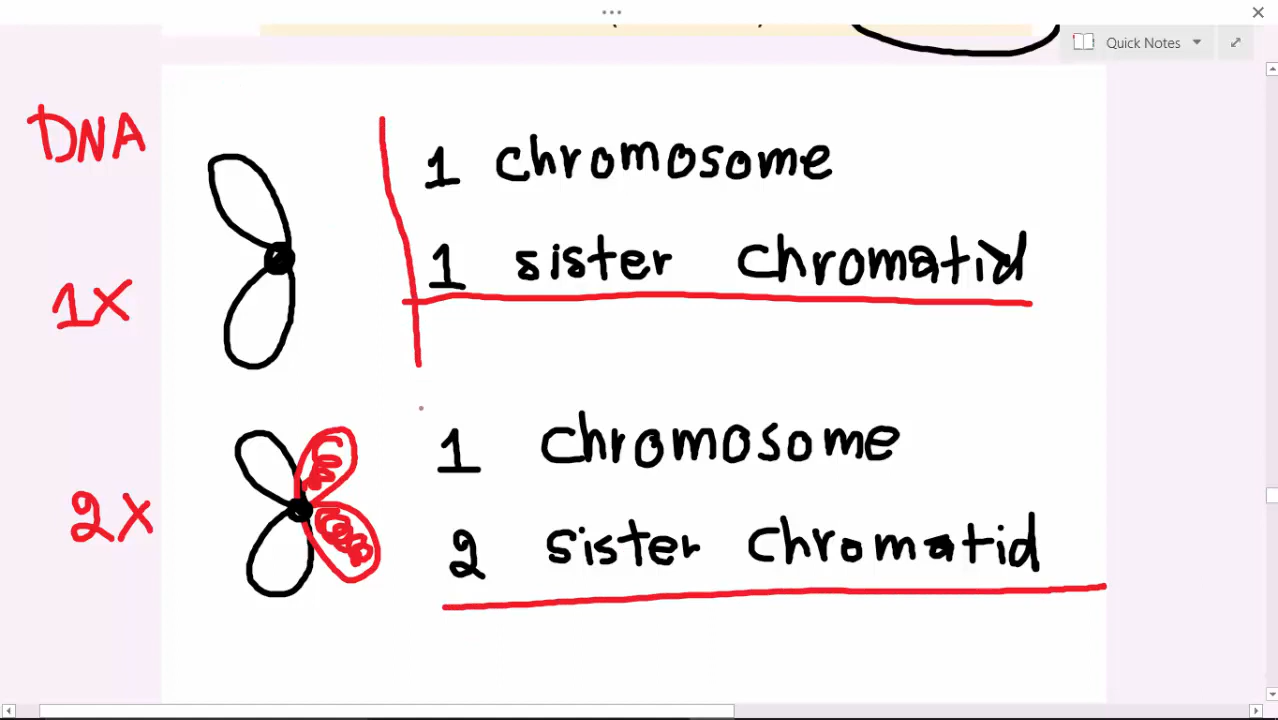 Quick Notes
DNA
1 chromosome
1 sister chromatid
1X
1 chromosome
2X
2 sister chromatid